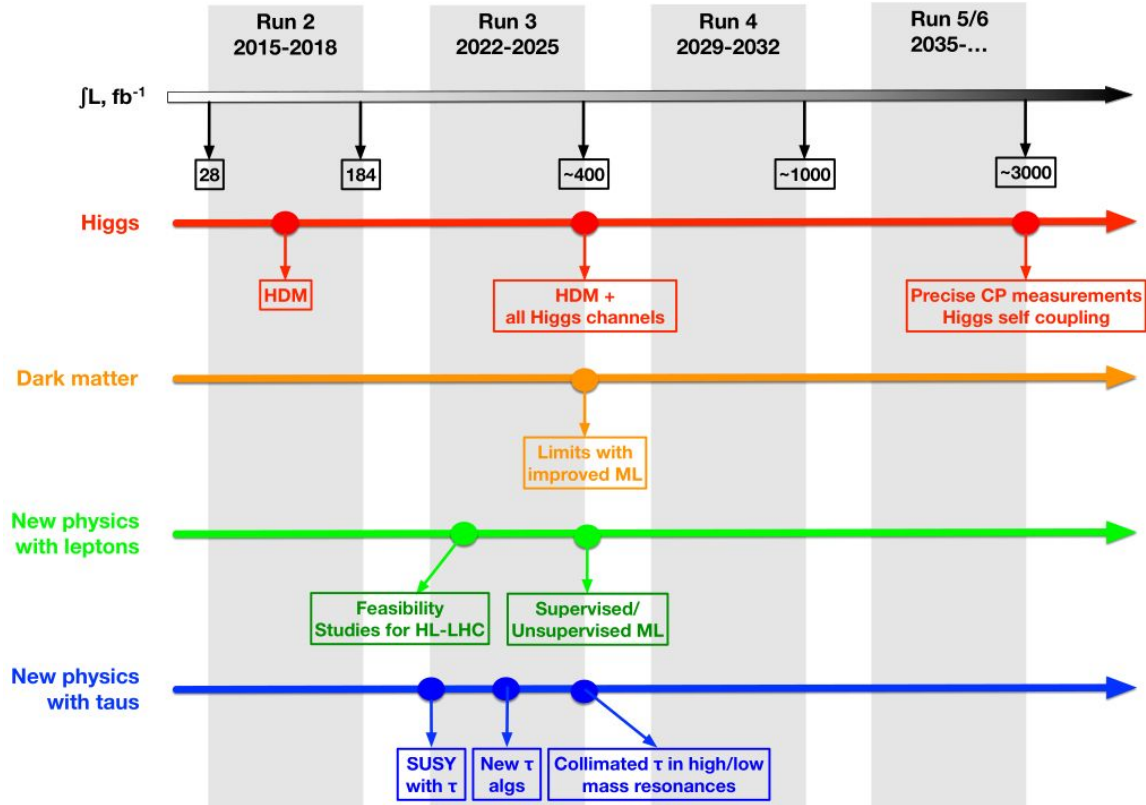 Run 2
2015-2018
Run 3
2022-2025
Run 4
2029-2032
Run 5/6
2035-…
∫L, fb⁻¹
28
184
~400
~1000
~3000
Higgs
HDM
HDM +
all Higgs channels
Precise CP measurements
Higgs self coupling
Dark matter
Limits with
improved ML
New physics
with leptons
Feasibility
Studies for HL-LHC
Supervised/
Unsupervised ML
New physics
with taus
SUSY
with τ
New τ
algs
Collimated τ in high/low
mass resonances